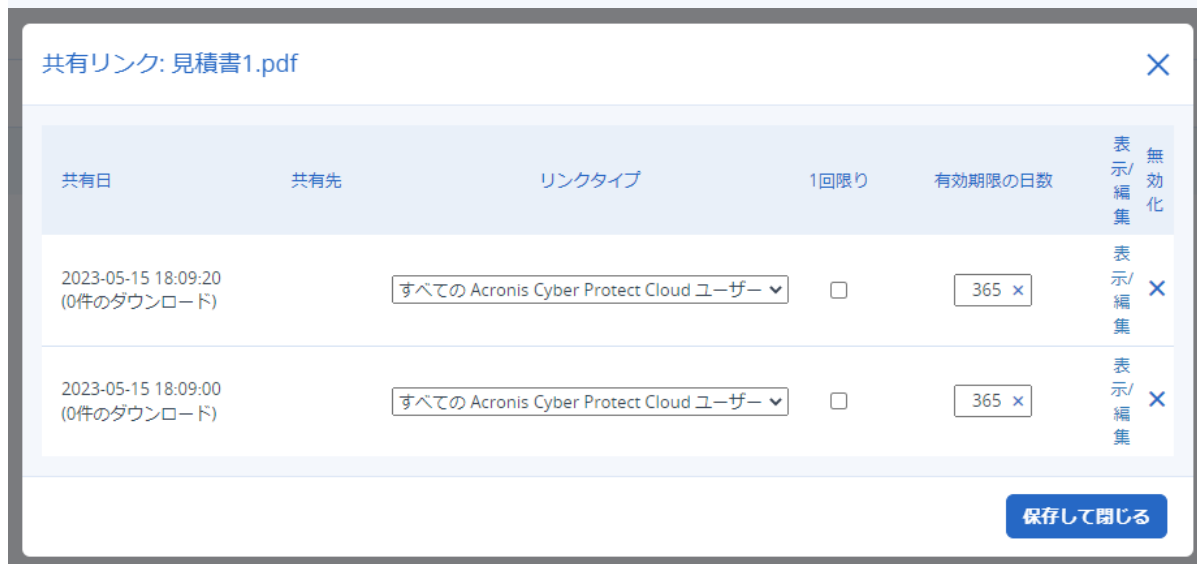 共有リンク: 見積書1.pdf
共有日 共有先 リンクタイプ 1回限り 有効期限の日数 表示/編集 無効化
2023-05-15 18:09:20
(0件のダウンロード)
すべての Acronis Cyber Protect Cloud ユーザー
365 ×
表示/編集
2023-05-15 18:09:00
(0件のダウンロード)
すべての Acronis Cyber Protect Cloud ユーザー
365 ×
表示/編集
保存して閉じる